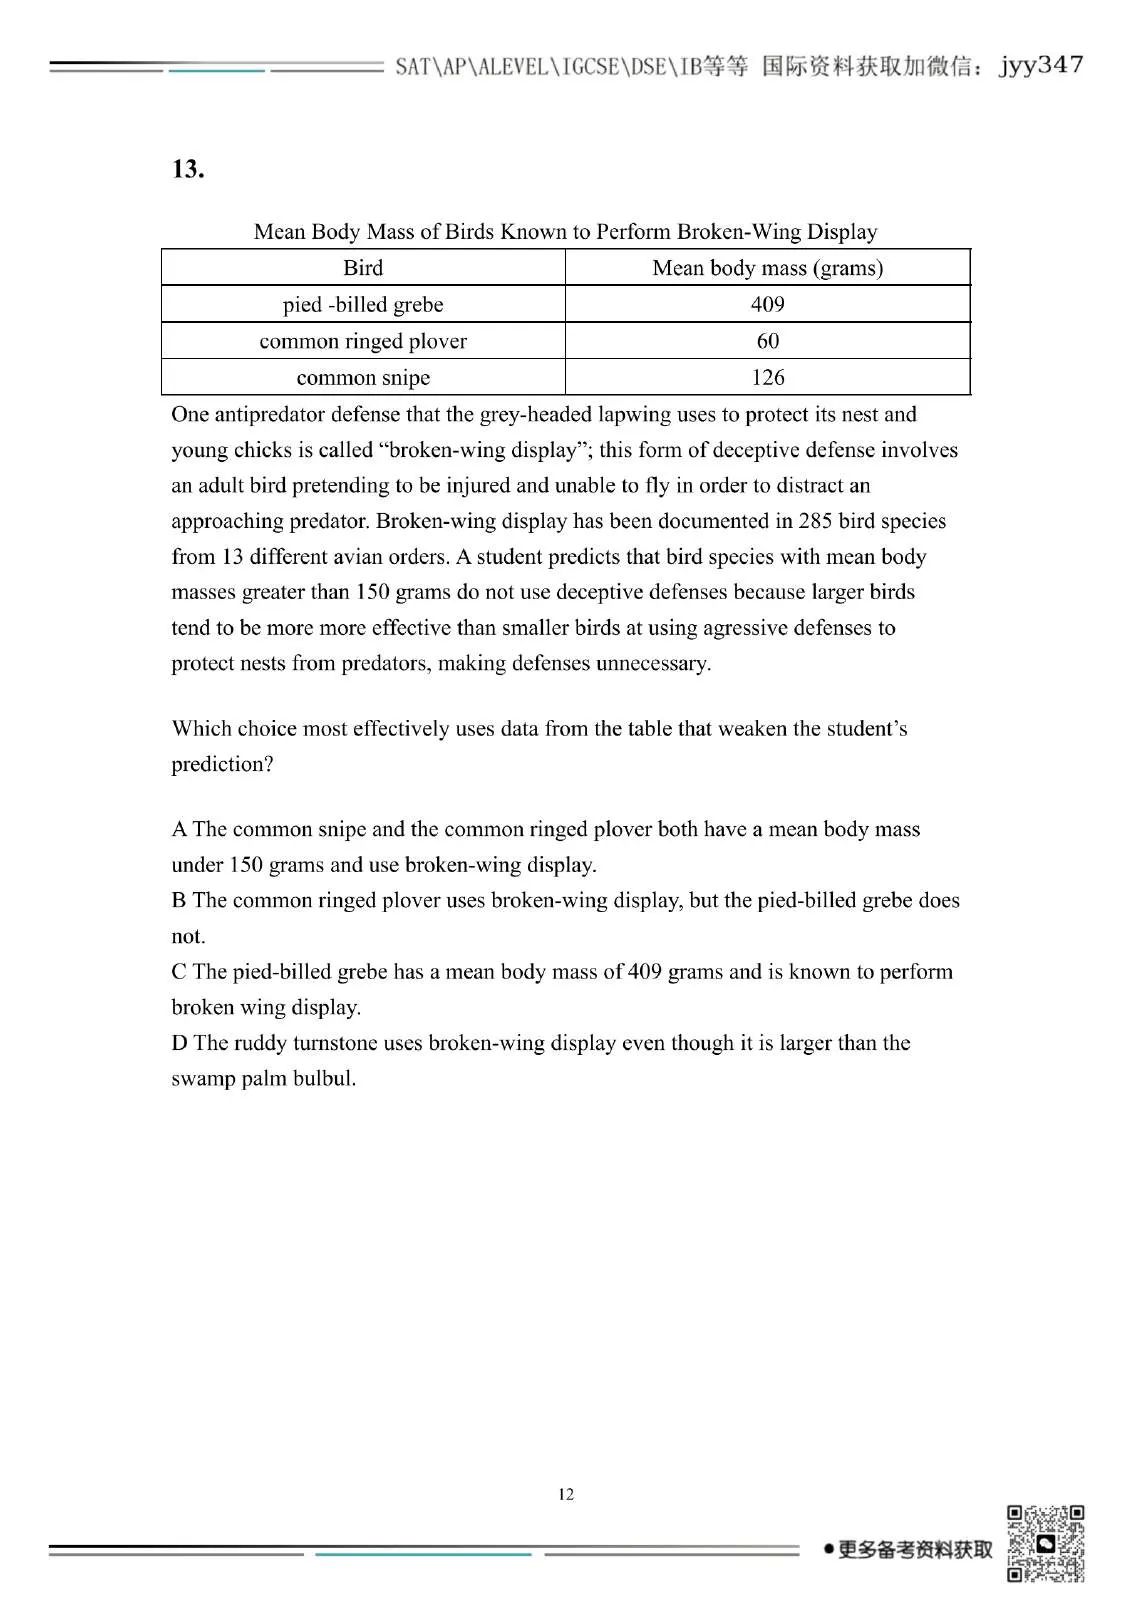 SAT\AP\ALEVEL\IGCSE\DSE\IB等等 国际资料获取加微信： jyy347
13.
Mean Body Mass of Birds Known to Perform Broken-Wing Display
Bird Mean body mass (grams)
pied -billed grebe 409
common ringed plover 60
common snipe 126
One antipredator defense that the grey-headed lapwing uses to protect its nest and
young chicks is called “broken-wing display”; this form of deceptive defense involves
an adult bird pretending to be injured and unable to fly in order to distract an
approaching predator. Broken-wing display has been documented in 285 bird species
from 13 different avian orders. A student predicts that bird species with mean body
masses greater than 150 grams do not use deceptive defenses because larger birds
tend to be more more effective than smaller birds at using agressive defenses to
protect nests from predators, making defenses unnecessary.
Which choice most effectively uses data from the table that weaken the student’s
prediction?
A The common snipe and the common ringed plover both have a mean body mass
under 150 grams and use broken-wing display.
B The common ringed plover uses broken-wing display, but the pied-billed grebe does
not.
C The pied-billed grebe has a mean body mass of 409 grams and is known to perform
broken wing display.
D The ruddy turnstone uses broken-wing display even though it is larger than the
swamp palm bulbul.
12
●更多备考资料获取